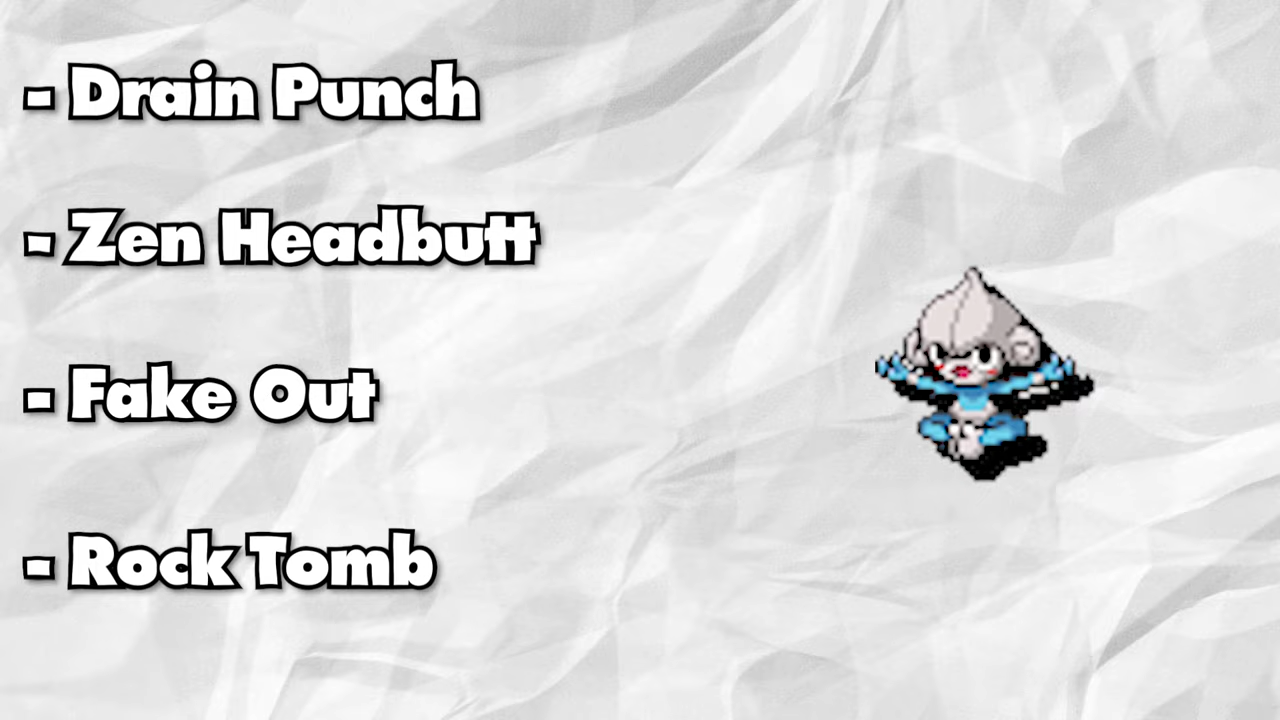 - Drain Punch
- Zen Headbutt
- Fake Out
- Rock Tomb